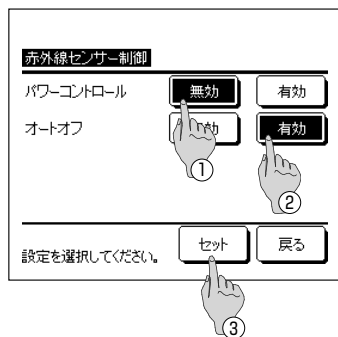 赤外線センサー制御
パワーコントロール 無効 有効
オートオフ 効 有効
①
②
設定を選択してください。 セット 戻る
③